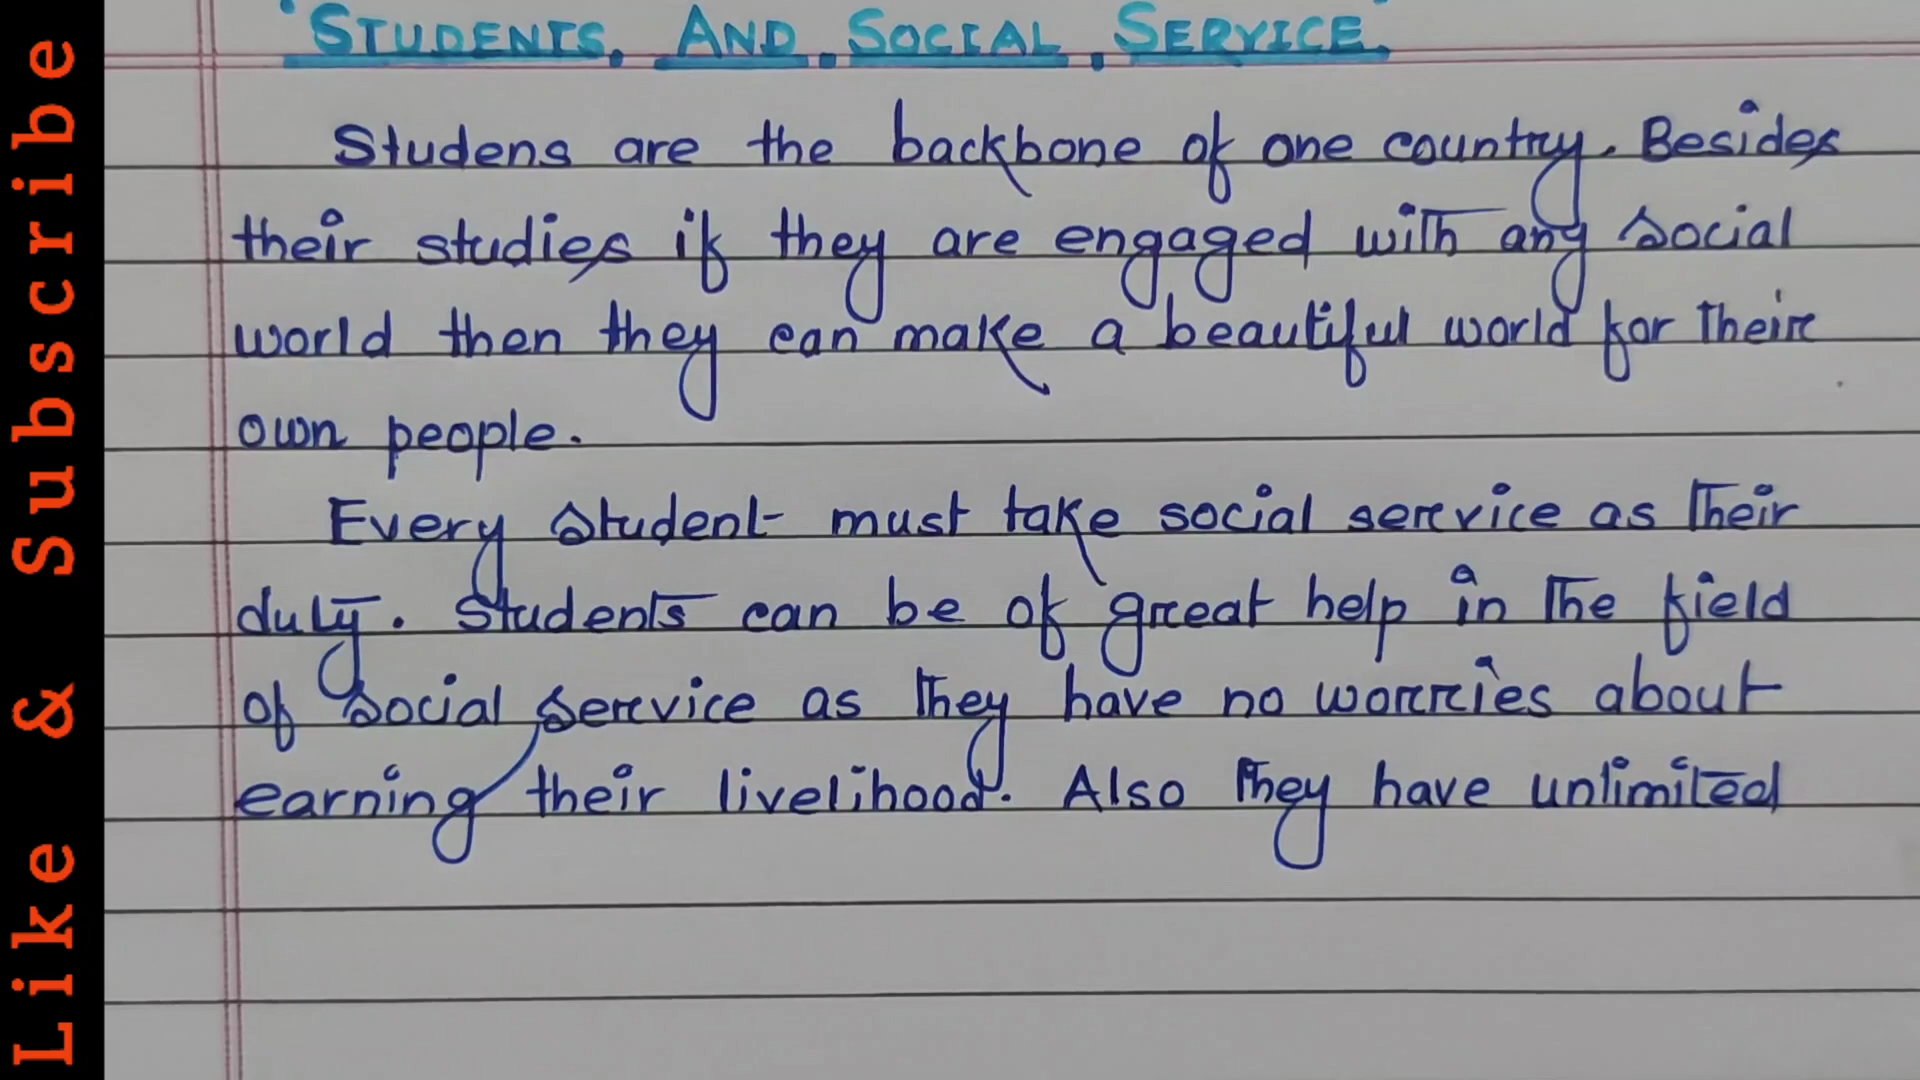 Like & Subscribe
"STUDENTS AND SOCIAL SERVICE"
Studens are the backbone of one country. Besides
their studies if they are engaged with any social
world then they can make a beautiful world for their
own people.
Every student must take social service as their
duty. Students can be of great help in the field
of social service as they have no worries about
earning their livelihood. Also they have unlimited